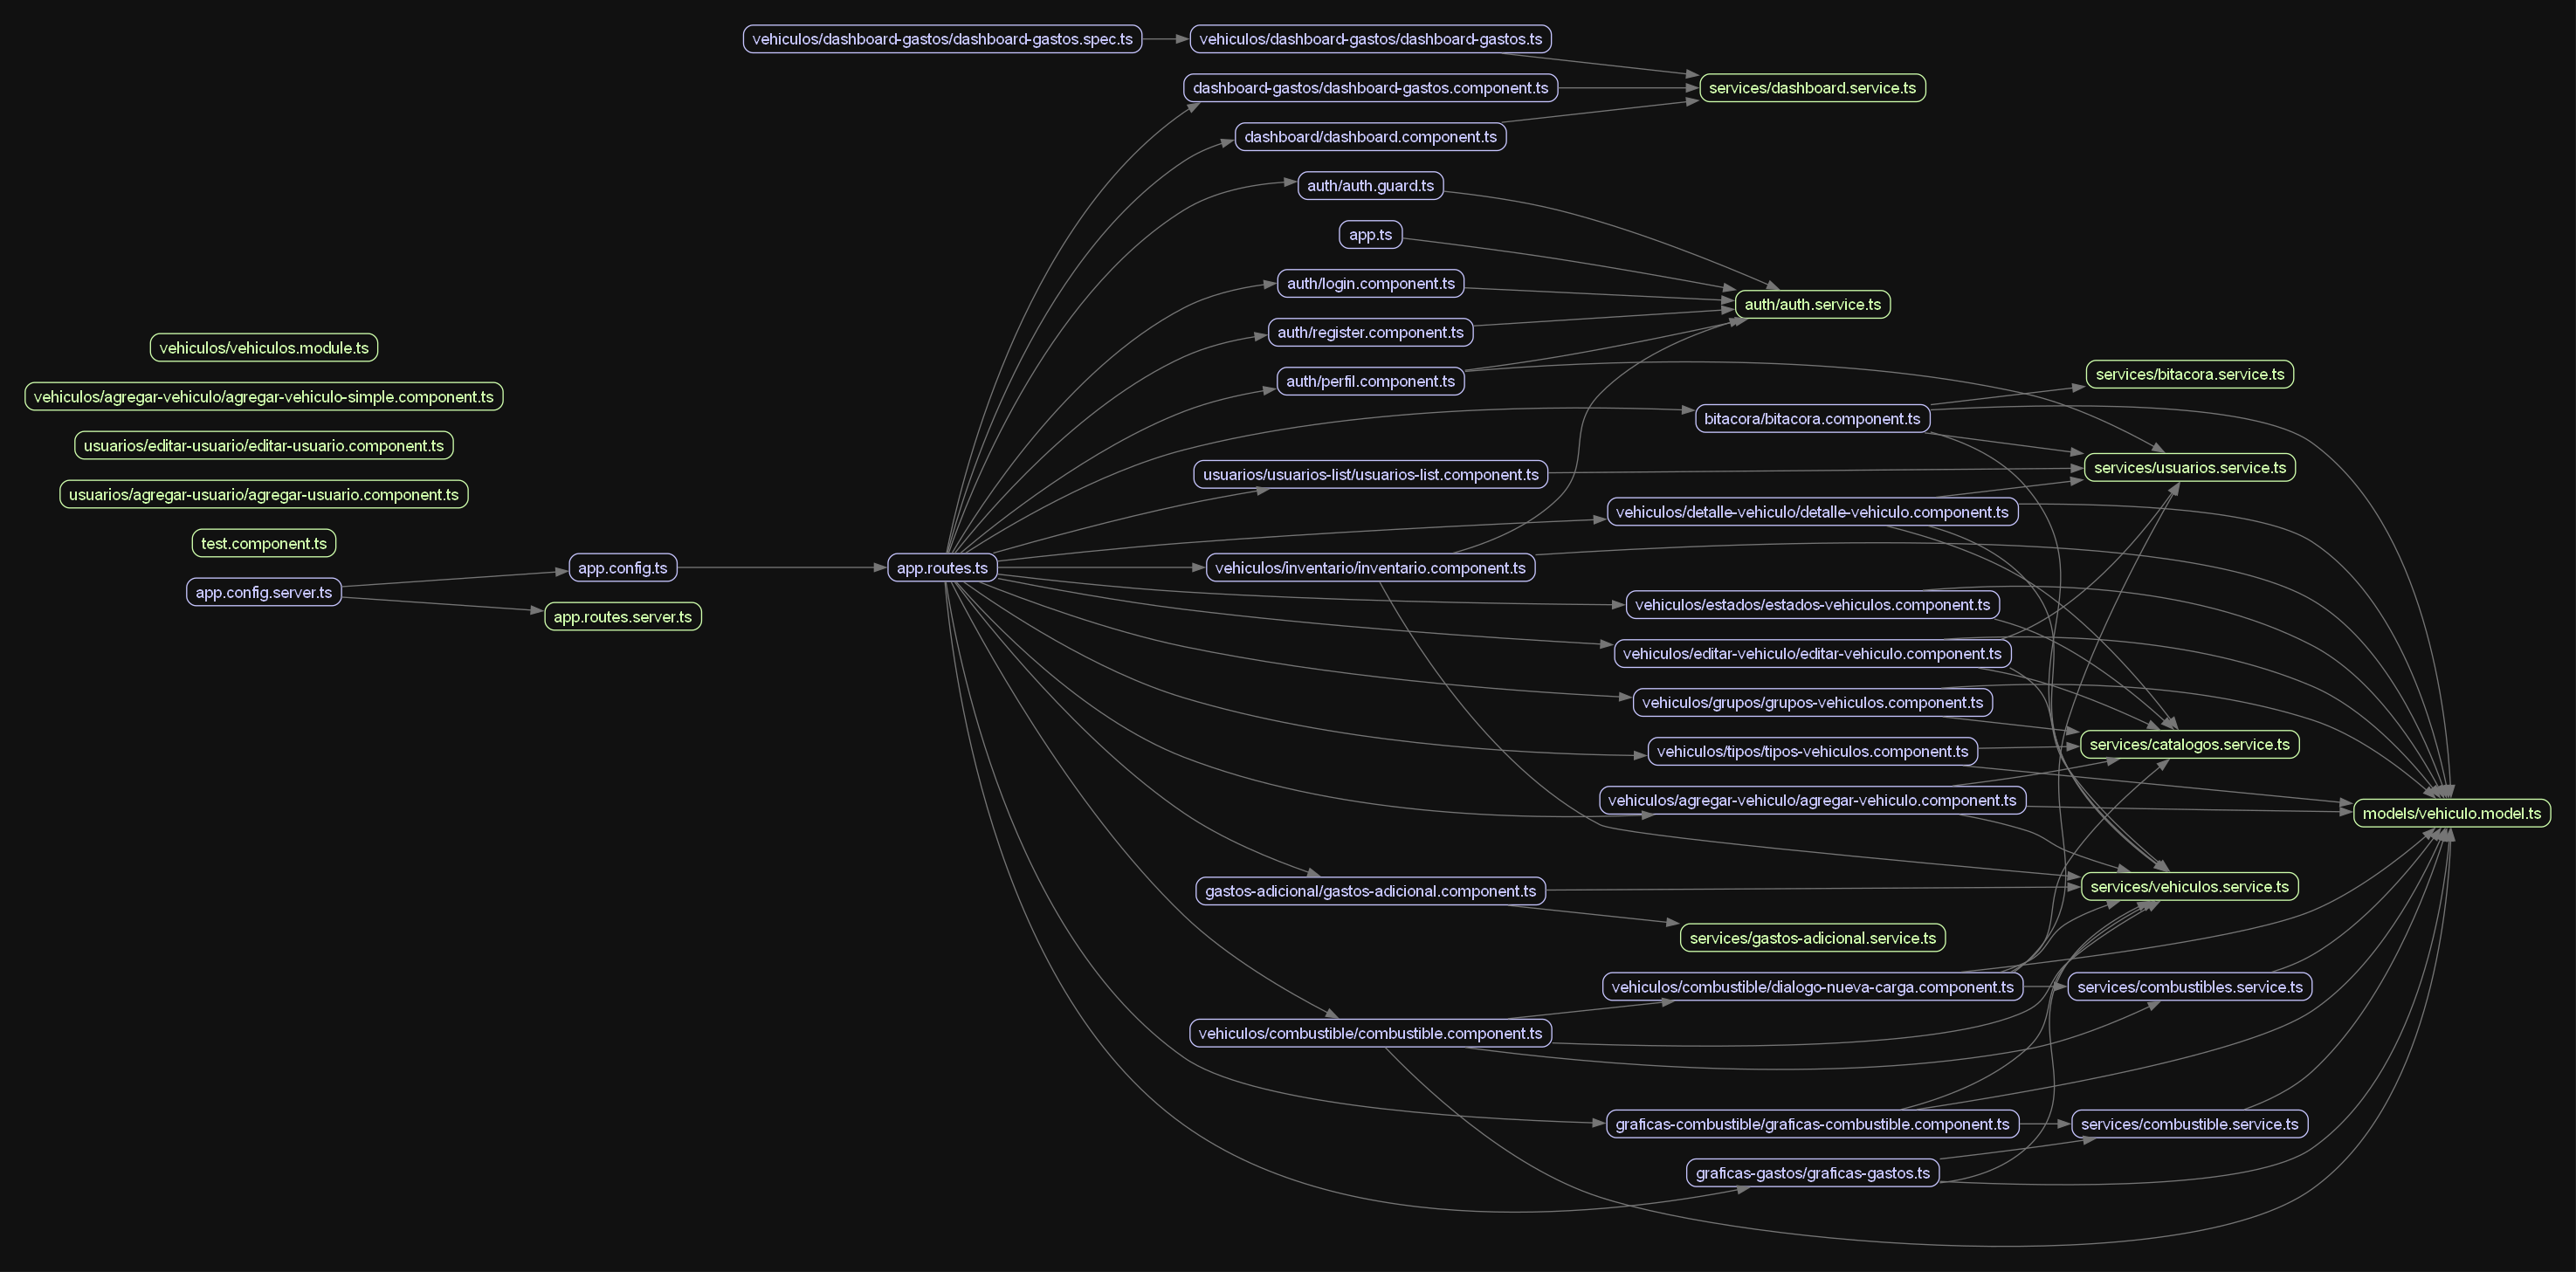 vehiculos/dashboard-gastos/dashboard-gastos.spec.ts
vehiculos/dashboard-gastos/dashboard-gastos.ts
dashboard-gastos/dashboard-gastos.component.ts
services/dashboard.service.ts
dashboard/dashboard.component.ts
auth/auth.guard.ts
app.ts
auth/login.component.ts
auth/auth.service.ts
auth/register.component.ts
vehiculos/vehiculos.module.ts
auth/perfil.component.ts
services/bitacora.service.ts
vehiculos/agregar-vehiculo/agregar-vehiculo-simple.component.ts
bitacora/bitacora.component.ts
usuarios/editar-usuario/editar-usuario.component.ts
usuarios/usuarios-list/usuarios-list.component.ts
services/usuarios.service.ts
usuarios/agregar-usuario/agregar-usuario.component.ts
vehiculos/detalle-vehiculo/detalle-vehiculo.component.ts
test.component.ts
app.config.ts
app.routes.ts
vehiculos/inventario/inventario.component.ts
app.config.server.ts
vehiculos/estados/estados-vehiculos.component.ts
app.routes.server.ts
vehiculos/editar-vehiculo/editar-vehiculo.component.ts
vehiculos/grupos/grupos-vehiculos.component.ts
vehiculos/tipos/tipos-vehiculos.component.ts
services/catalogos.service.ts
vehiculos/agregar-vehiculo/agregar-vehiculo.component.ts
models/vehiculo.model.ts
gastos-adicional/gastos-adicional.component.ts
services/vehiculos.service.ts
services/gastos-adicional.service.ts
vehiculos/combustible/dialogo-nueva-carga.component.ts
services/combustibles.service.ts
vehiculos/combustible/combustible.component.ts
graficas-combustible/graficas-combustible.component.ts
services/combustible.service.ts
graficas-gastos/graficas-gastos.ts